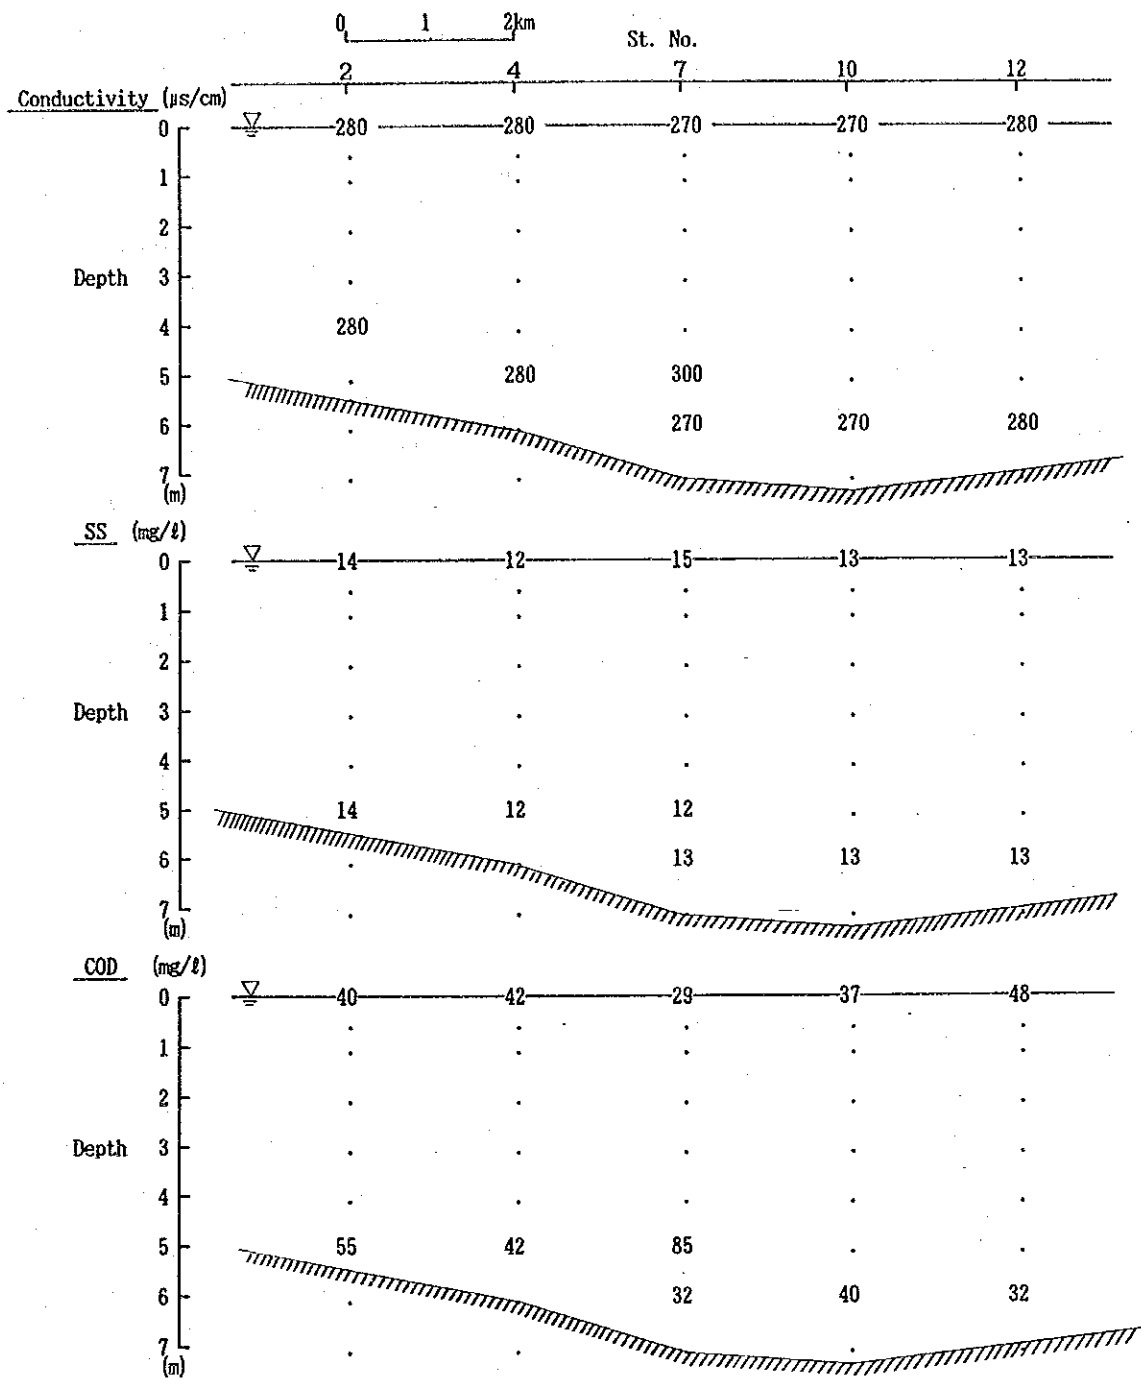 0 1 2km
St. No.
2 4 7 10 12
Conductivity (μs/cm)
0 280 280 270 270 280
1
2
Depth 3
4 280
5 280 300
6 270 270 280
7
(m)
SS (mg/ℓ)
0 14 12 15 13 13
1
2
Depth 3
4
5 14 12 12
6 13 13 13
7
(m)
COD (mg/ℓ)
0 40 42 29 37 48
1
2
Depth 3
4
5 55 42 85
6 32 40 32
7
(m)